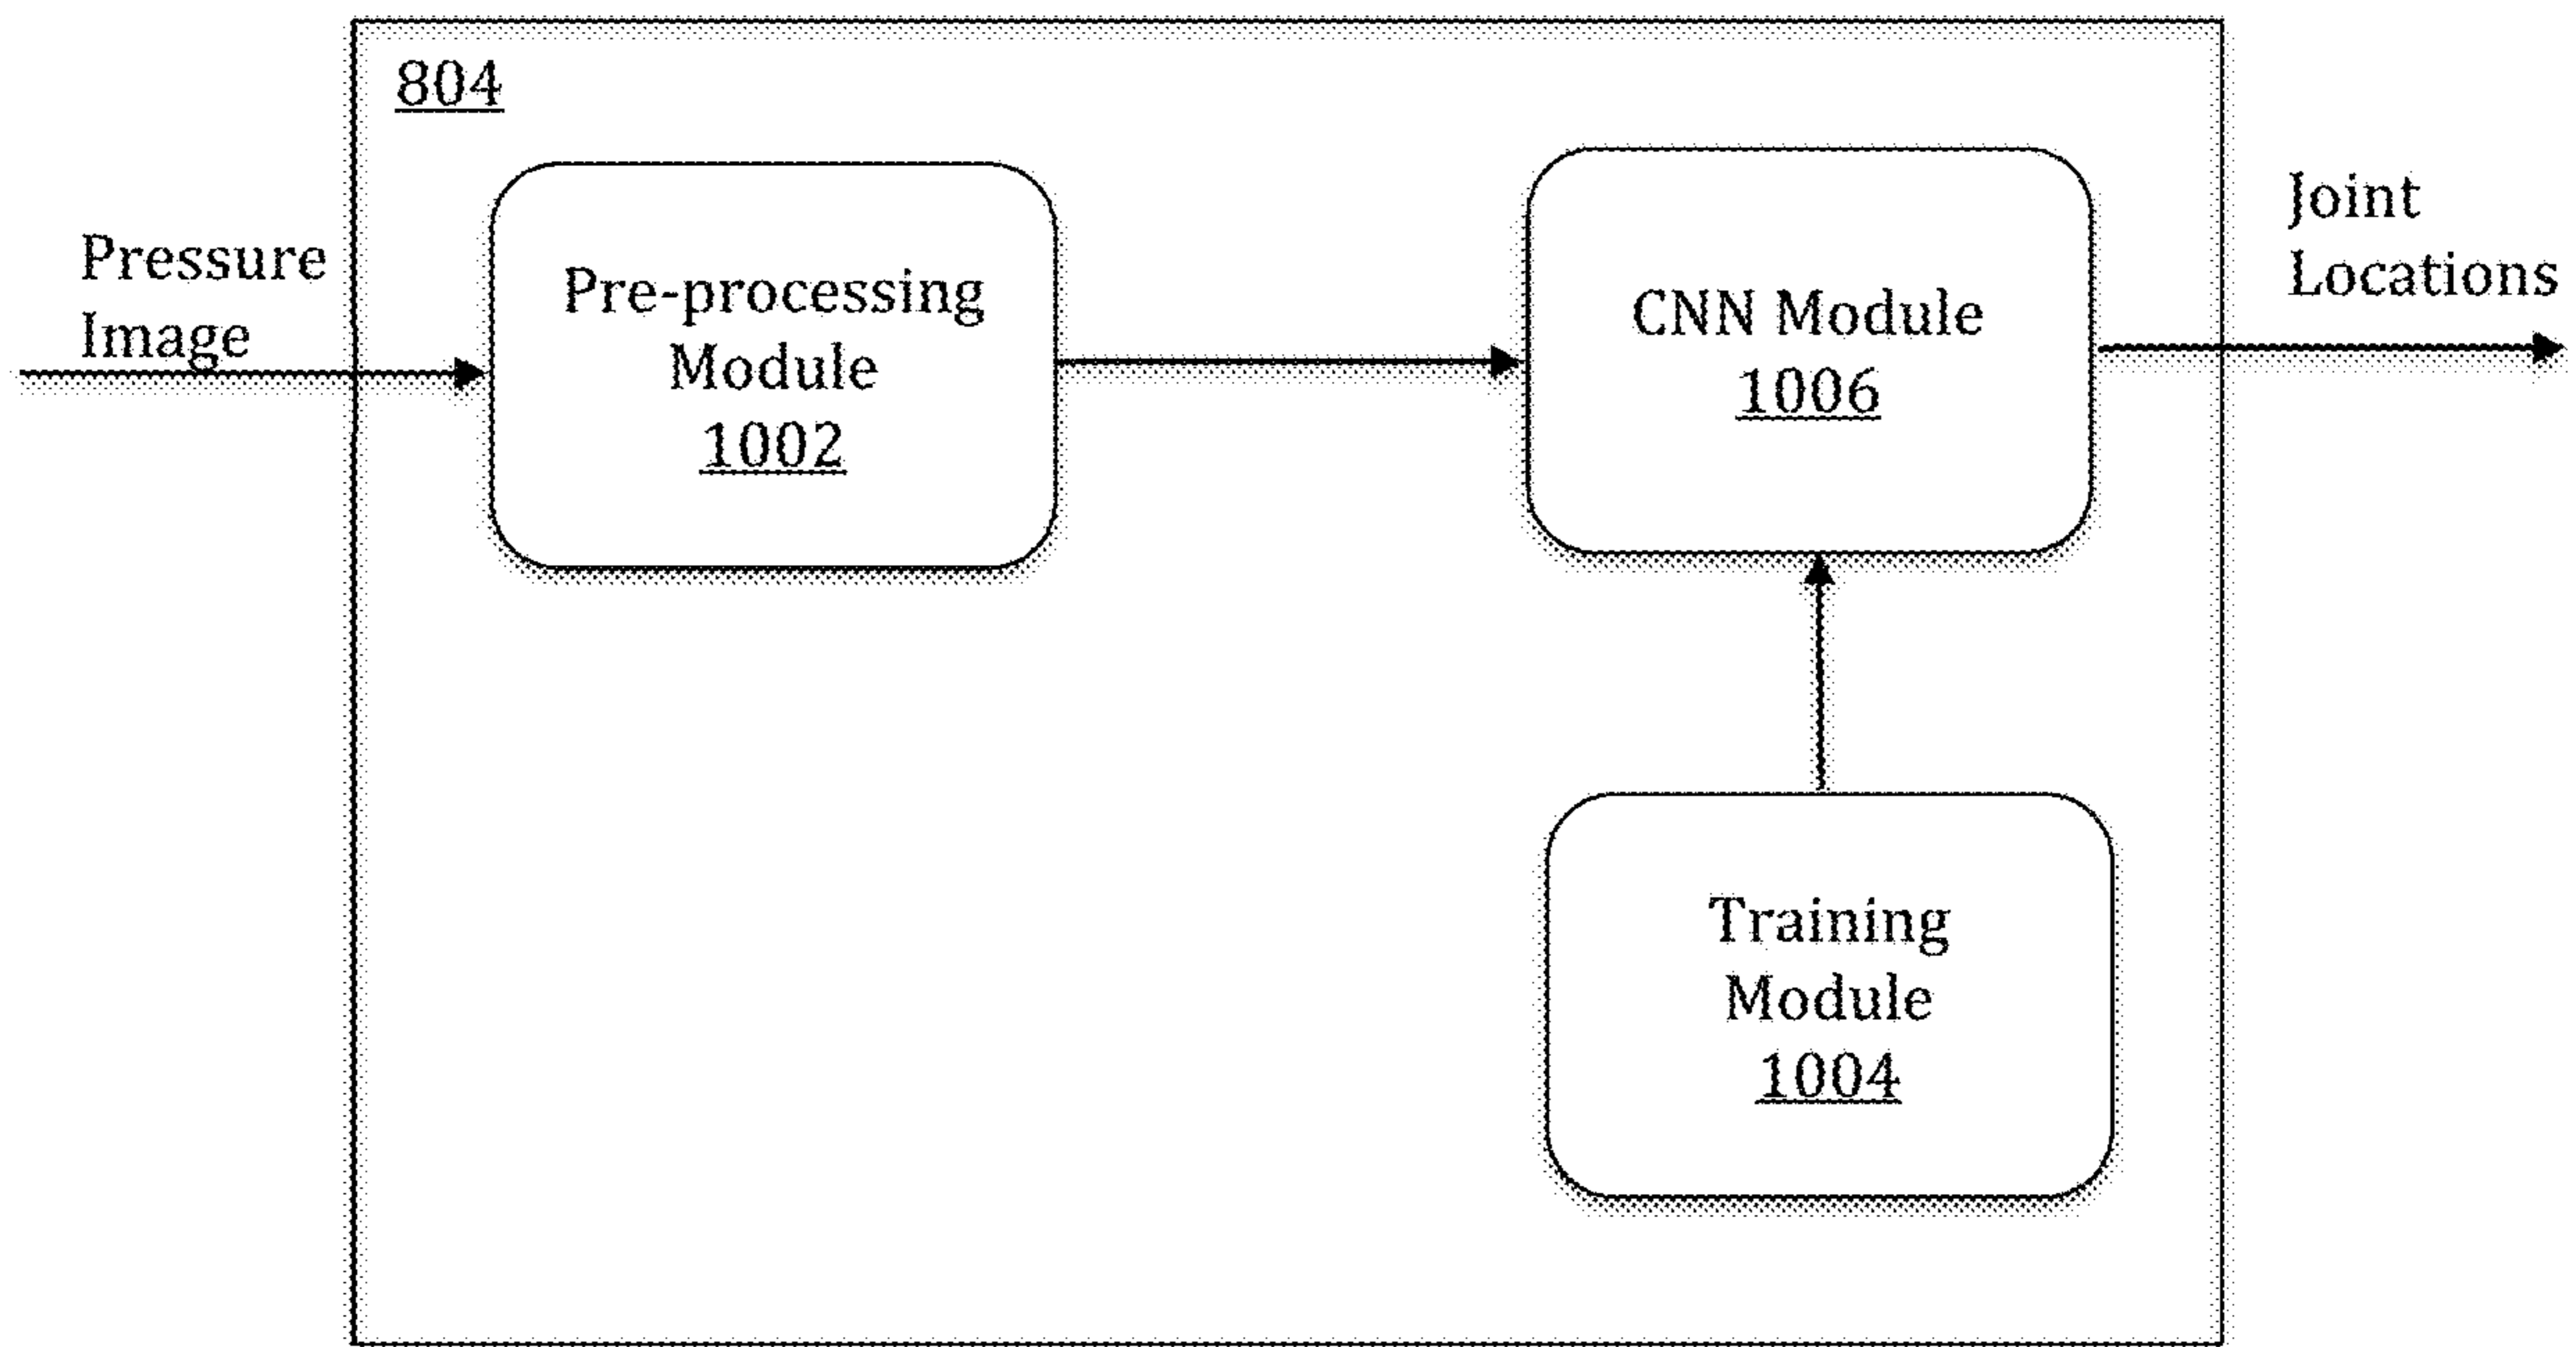 804
Pressure
Image
Pre-processing
Module
1002
CNN Module
1006
Joint
Locations
Training
Module
1004